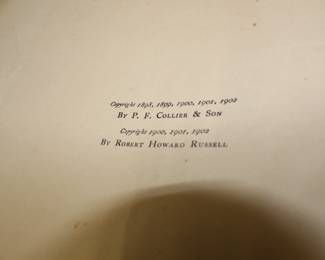 Copyright 1898, 1899, 1900, 1901, 1902
By P. F. Collier & Son
Copyright 1900, 1901, 1902
By Robert Howard Russell